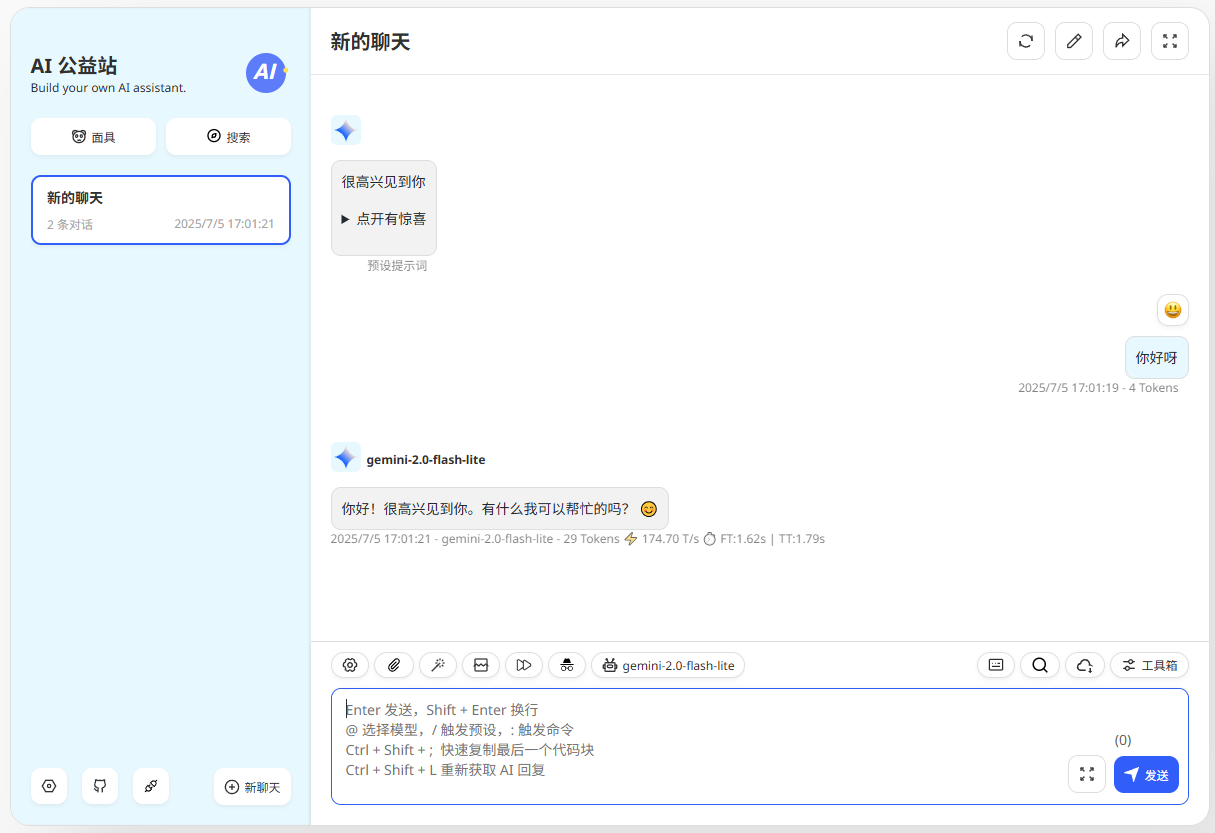 AI 公益站
Build your own AI assistant.
AI
面具
搜索
新的聊天
2 条对话
2025/7/5 17:01:21
新聊天
新的聊天
很高兴见到你
▶ 点开有惊喜
预设提示词
😃
你好呀
2025/7/5 17:01:19 - 4 Tokens
gemini-2.0-flash-lite
你好！很高兴见到你。有什么我可以帮忙的吗？ 😊
2025/7/5 17:01:21 - gemini-2.0-flash-lite - 29 Tokens ⚡ 174.70 T/s ⏱ FT:1.62s | TT:1.79s
gemini-2.0-flash-lite
工具箱
Enter 发送，Shift + Enter 换行
@ 选择模型，/ 触发预设，: 触发命令
Ctrl + Shift + ；快速复制最后一个代码块
Ctrl + Shift + L 重新获取 AI 回复
(0)
发送